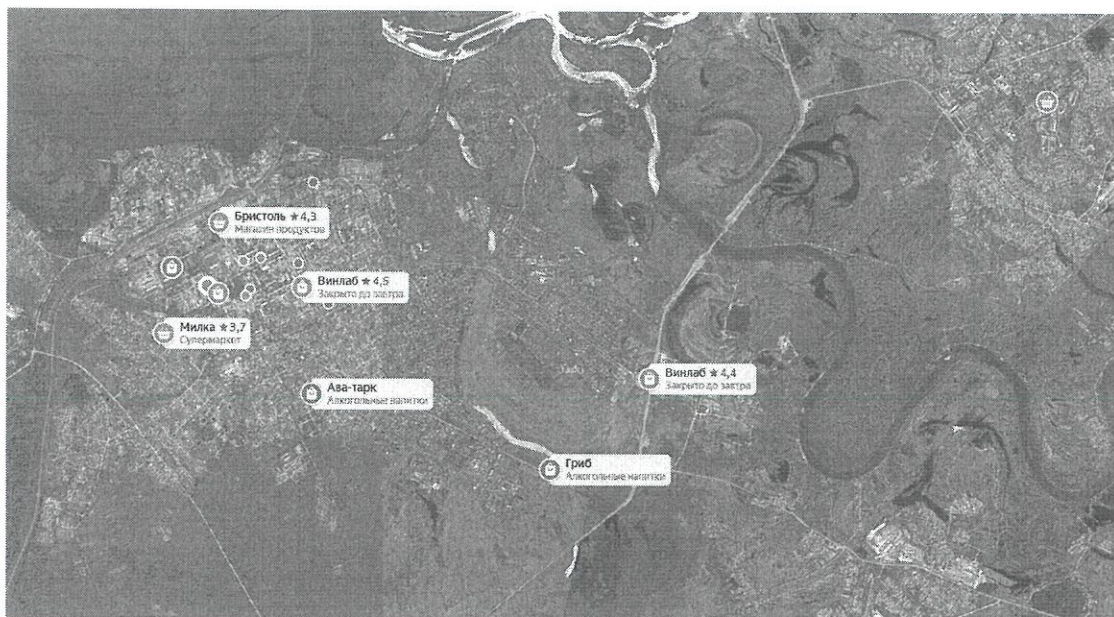 Бристоль ★4,3
Магазин продуктов
Винлаб ★4,5
Закрыто до завтра
Милка ★3,7
Супермаркет
Винлаб ★4,4
Закрыто до завтра
Ава-тарк
Алкогольные напитки
Гриб
Алкогольные напитки